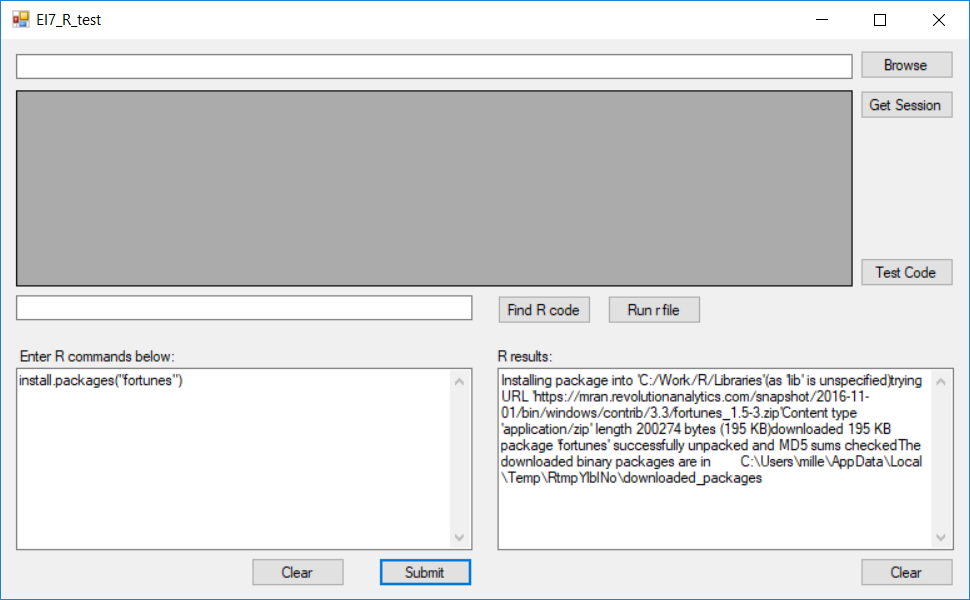 EI7_R_test
Browse
Get Session
Test Code
Find R code
Run r file
Enter R commands below:
install.packages("fortunes")
Clear
Submit
R results:
Installing package into 'C:/Work/R/Libraries'(as 'lib' is unspecified)trying
URL 'https://mran.revolutionanalytics.com/snapshot/2016-11-
01/bin/windows/contrib/3.3/fortunes_1.5-3.zip'Content type
'application/zip' length 200274 bytes (195 KB)downloaded 195 KB
package 'fortunes' successfully unpacked and MD5 sums checkedThe
downloaded binary packages are in C:\Users\mille\AppData\Local
\Temp\RtmpYlblNo\downloaded_packages
Clear